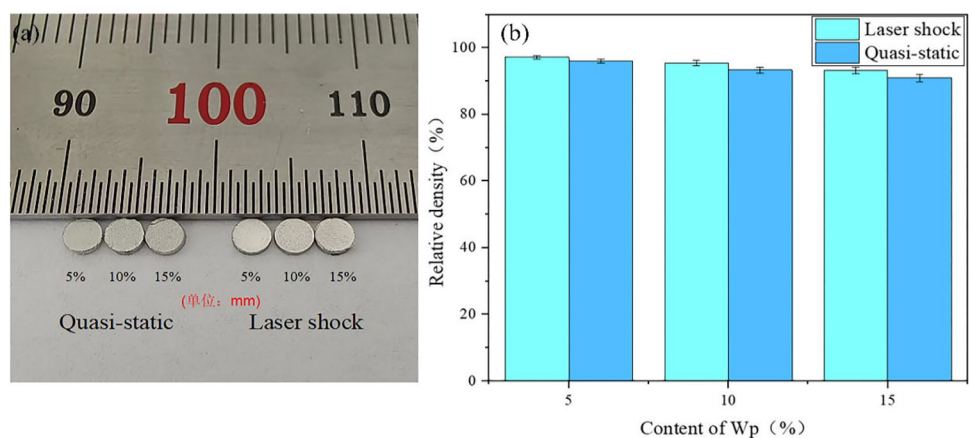 (a)
90 100 110
5% 10% 15% 5% 10% 15%
(单位：mm)
Quasi-static Laser shock
(b)
Laser shock
Quasi-static
Relative density（%）
100
80
60
40
20
0
5 10 15
Content of Wp（%）